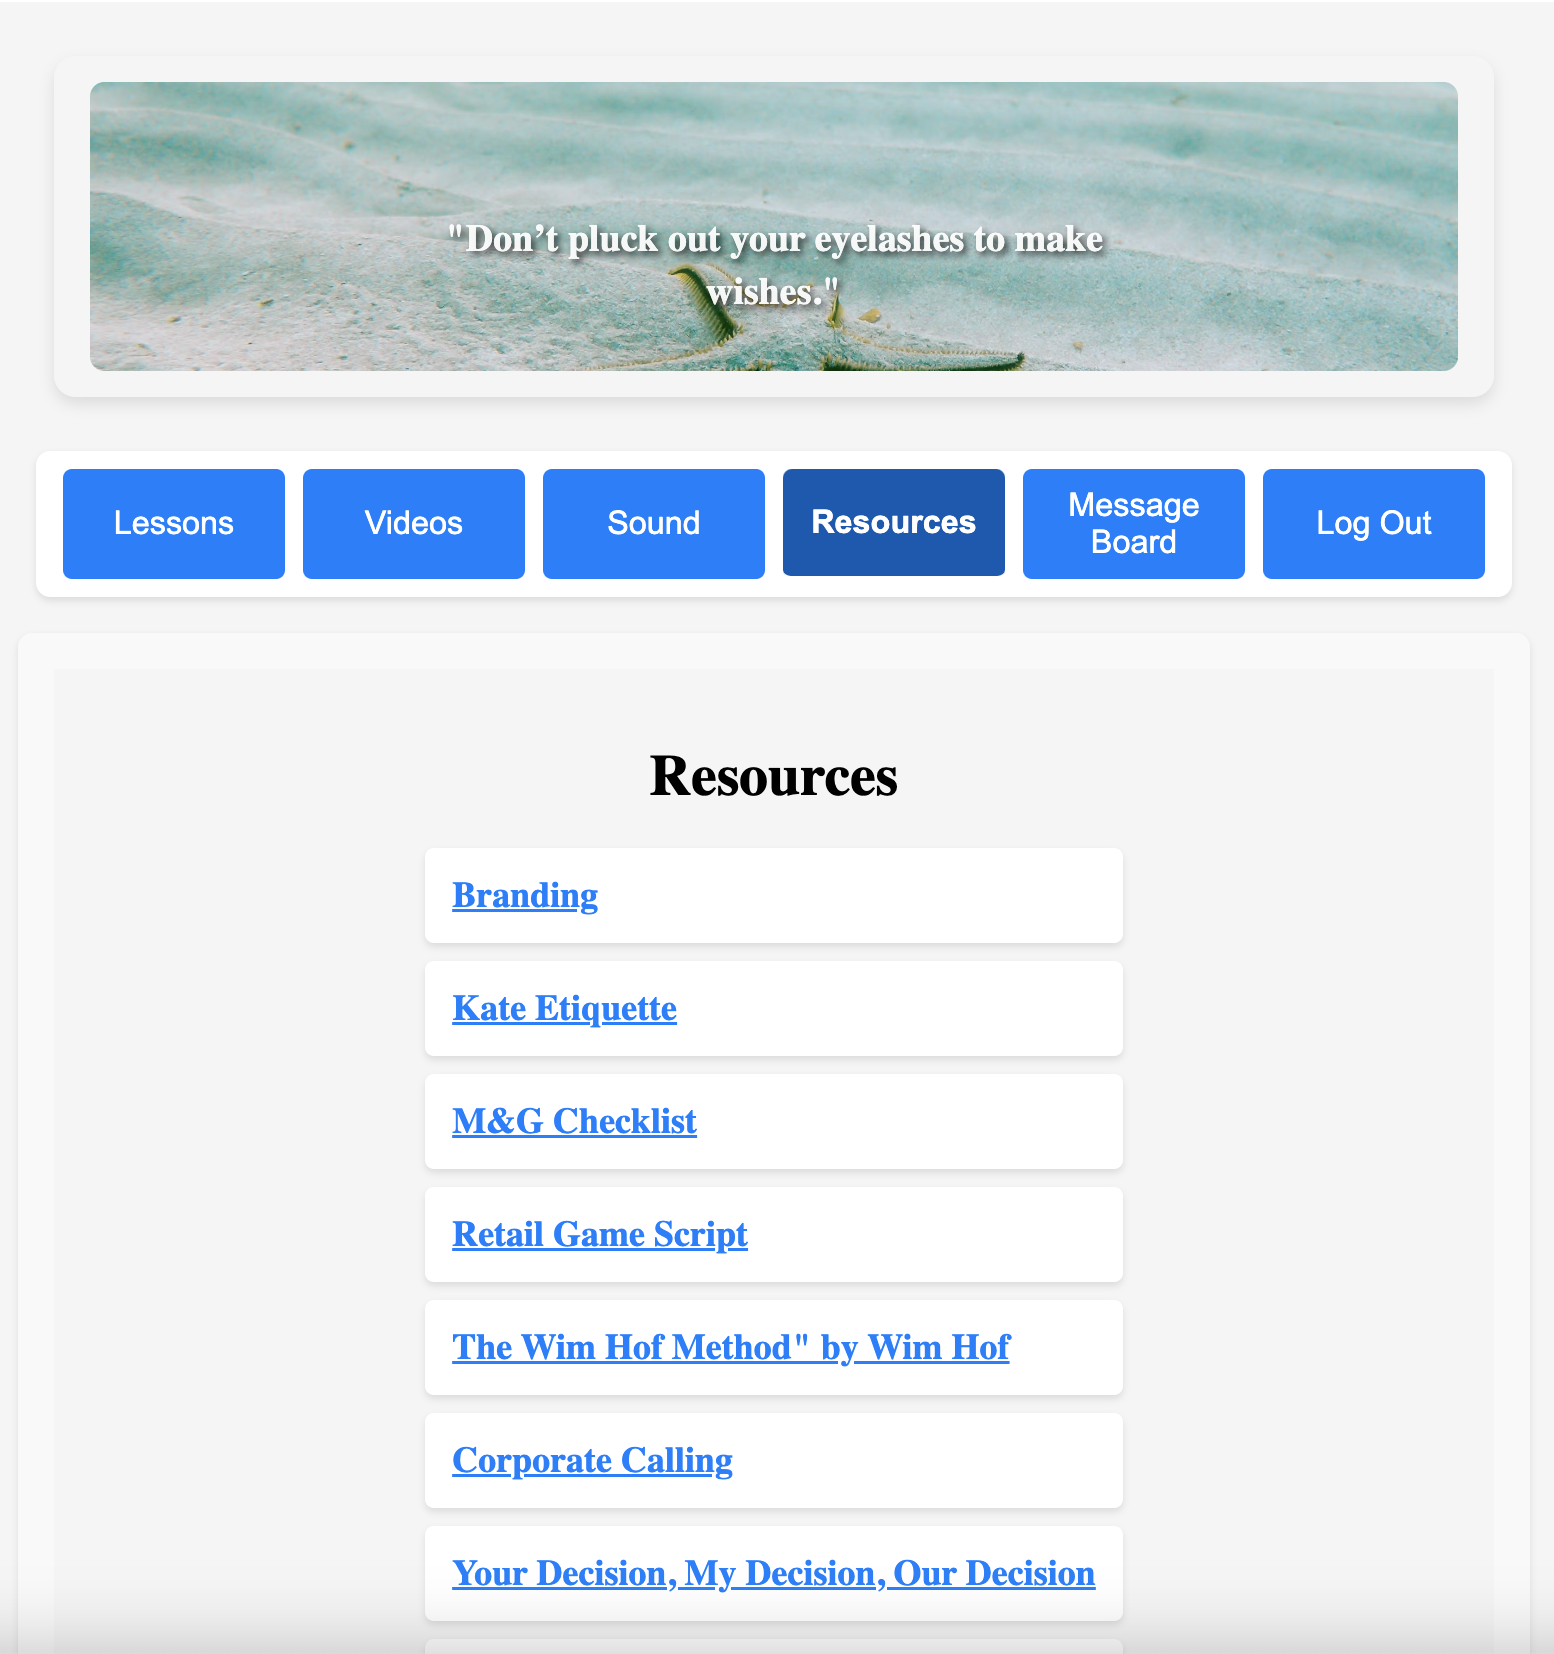 "Don’t pluck out your eyelashes to make
wishes."
Lessons
Videos
Sound
Resources
Message
Board
Log Out
Resources
Branding
Kate Etiquette
M&G Checklist
Retail Game Script
The Wim Hof Method" by Wim Hof
Corporate Calling
Your Decision, My Decision, Our Decision